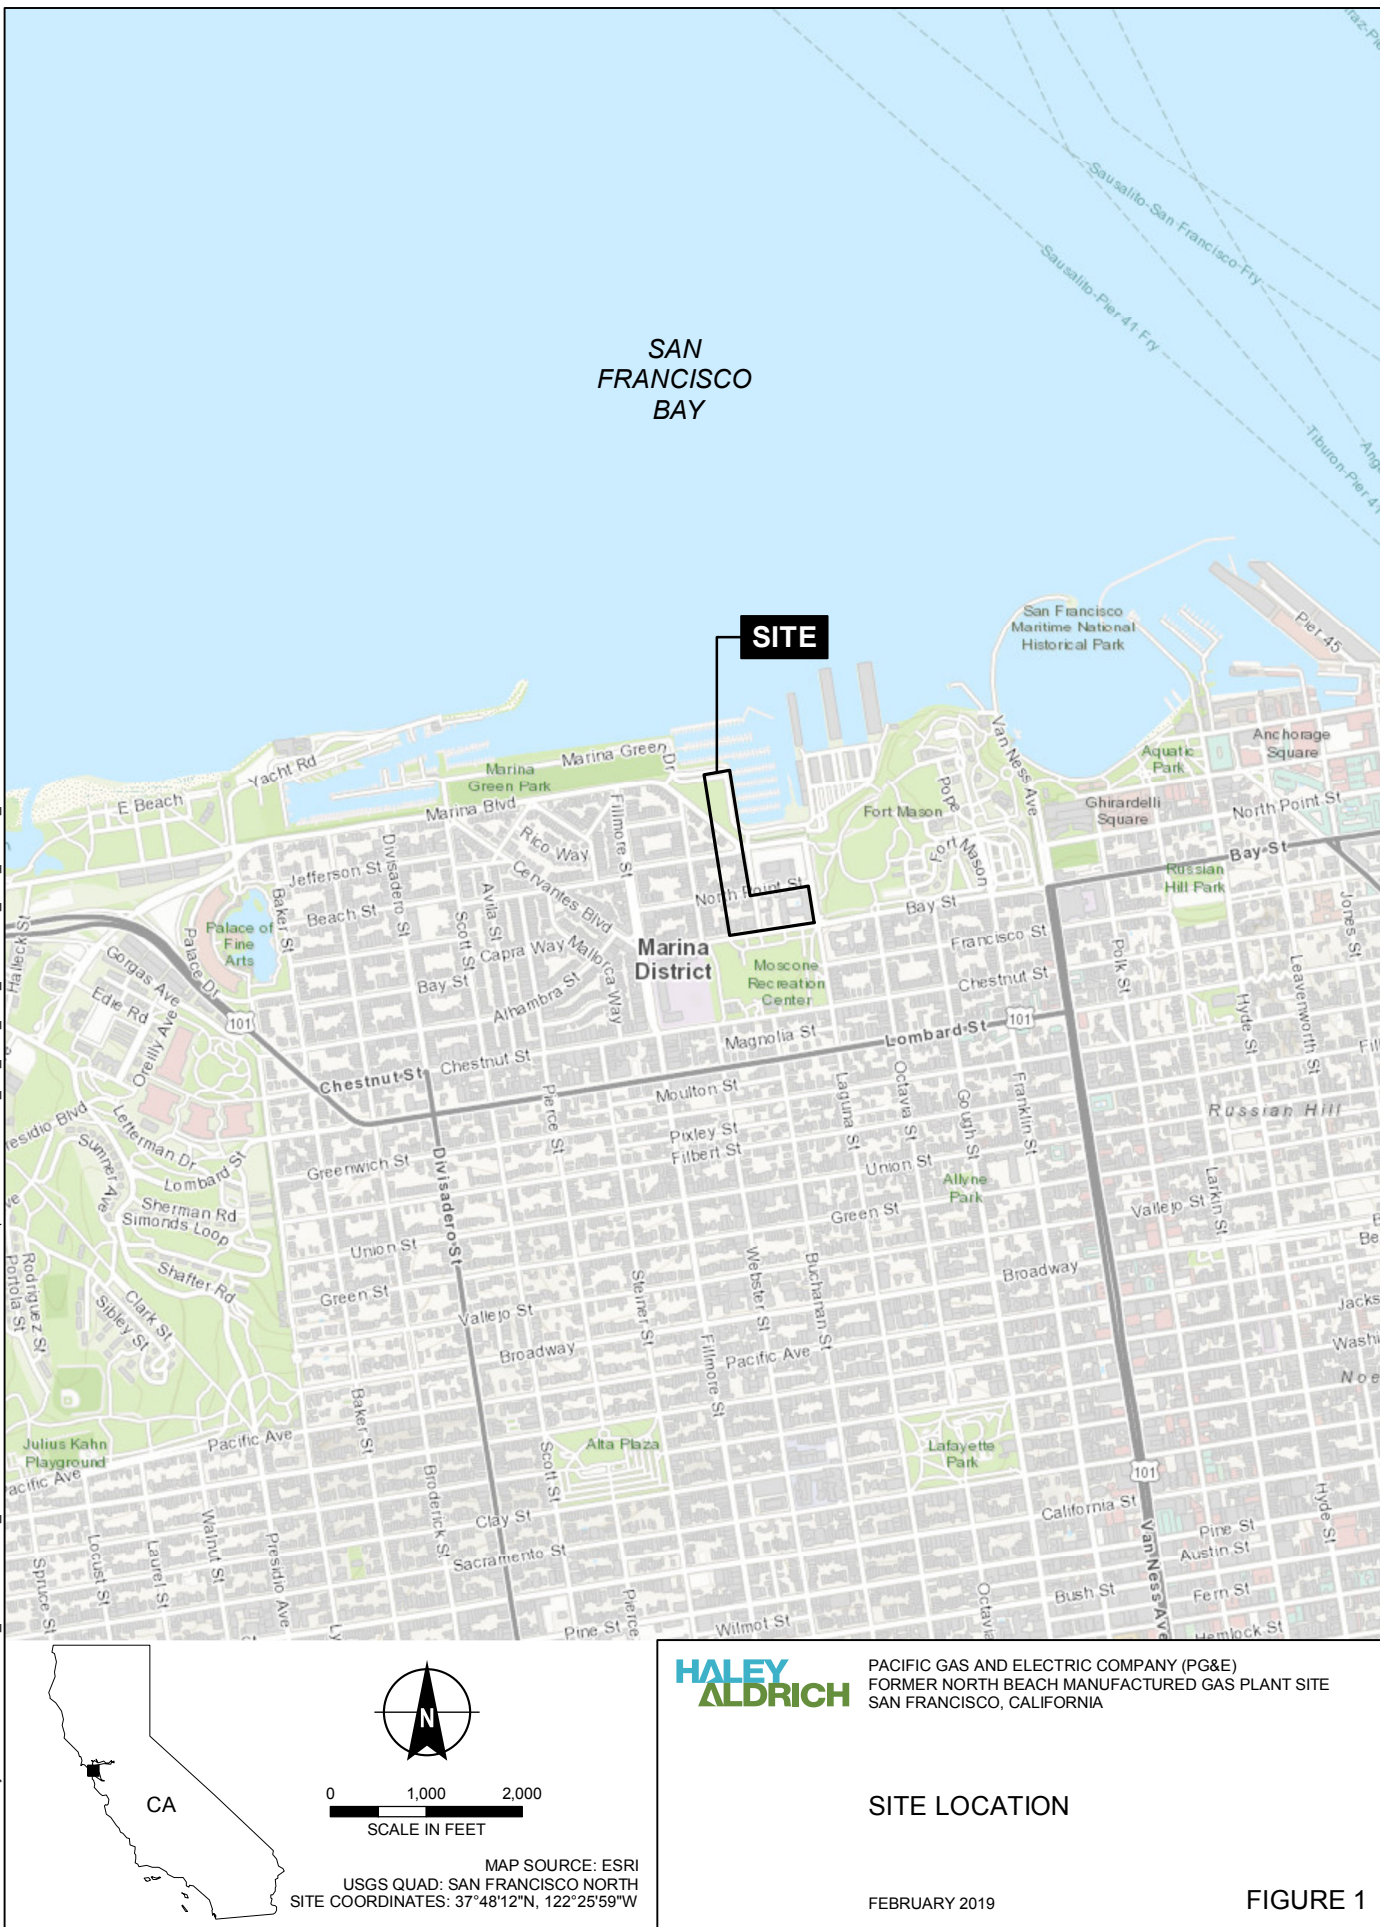 Sausalito-San Francisco-Fry
Sausalito-Pier 41-Fry
Tiburon-Pier 41
SAN
FRANCISCO
BAY
SITE
San Francisco
Maritime National
Historical Park
Pier 45
Anchorage
Square
Aquatic
Park
Van Ness Ave
Ghirardelli
Square
North Point St
Bay St
Russian
Hill Park
Jones St
Fort Mason
Pope
Fort Mason
Marina Green Dr
Marina
Green Park
Yacht Rd
E Beach
Marina Blvd
Rico Way
Fillmore St
Cervantes Blvd
Divisadero St
Jefferson St
Beach St
Baker St
Avila St
Scott St
Capra Way
Mallorca Way
Alhambra St
Bay St
North Point St
Bay St
Francisco St
Chestnut St
Marina
District
Moscone
Recreation
Center
Palace of
Fine
Arts
Palace Dr
Halleck St
Gorgas Ave
Edie Rd
Oreilly Ave
101
101
Magnolia St
Lombard St
Polk St
Hyde St
Leavenworth St
Chestnut St
Chestnut St
Moulton St
Pierce St
Pixley St
Filbert St
Laguna St
Octavia St
Gough St
Franklin St
Russian Hill
Union St
Allyne
Park
Green St
Vallejo St
Larkin St
Letterman Dr
Lombard St
Sumner Ave
Sherman Rd
Simonds Loop
Shafter Rd
Clark St
Sibley St
Rodriguez St
Portola St
Greenwich St
Divisadero St
Union St
Green St
Vallejo St
Broadway
Steiner St
Webster St
Buchanan St
Broadway
Fillmore St
Pacific Ave
Baker St
Pacific Ave
Julius Kahn
Playground
Alta Plaza
Lafayette
Park
101
Scott St
Broderick St
Clay St
Sacramento St
California St
Pine St
Austin St
Hyde St
Van Ness Ave
Bush St
Fern St
Hemlock St
Spruce St
Locust St
Laurel St
Walnut St
Presidio Ave
Pine St
Pierce
Wilmot St
Octavia
CA
N
0 1,000 2,000
SCALE IN FEET
MAP SOURCE: ESRI
USGS QUAD: SAN FRANCISCO NORTH
SITE COORDINATES: 37°48'12"N, 122°25'59"W
HALEY
ALDRICH
PACIFIC GAS AND ELECTRIC COMPANY (PG&E)
FORMER NORTH BEACH MANUFACTURED GAS PLANT SITE
SAN FRANCISCO, CALIFORNIA
SITE LOCATION
FEBRUARY 2019
FIGURE 1